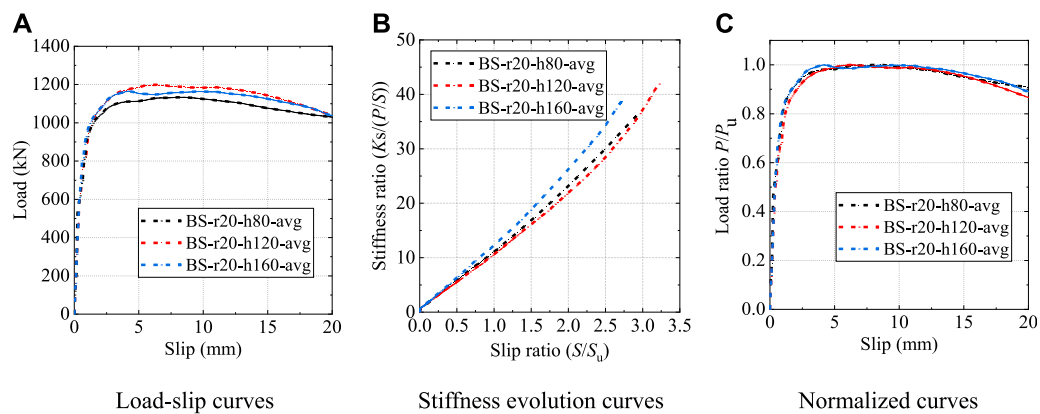 A
1400
1200
1000
800
600
400
200
0
0
5
10
15
20
Load (kN)
Slip (mm)
BS-r20-h80-avg
BS-r20-h120-avg
BS-r20-h160-avg
Load-slip curves
B
50
40
30
20
10
0
0.0
0.5
1.0
1.5
2.0
2.5
3.0
3.5
Stiffness ratio (Ks/(P/S))
Slip ratio (S/Su)
BS-r20-h80-avg
BS-r20-h120-avg
BS-r20-h160-avg
Stiffness evolution curves
C
1.0
0.8
0.6
0.4
0.2
0.0
0
5
10
15
20
Load ratio P/Pu
Slip (mm)
BS-r20-h80-avg
BS-r20-h120-avg
BS-r20-h160-avg
Normalized curves